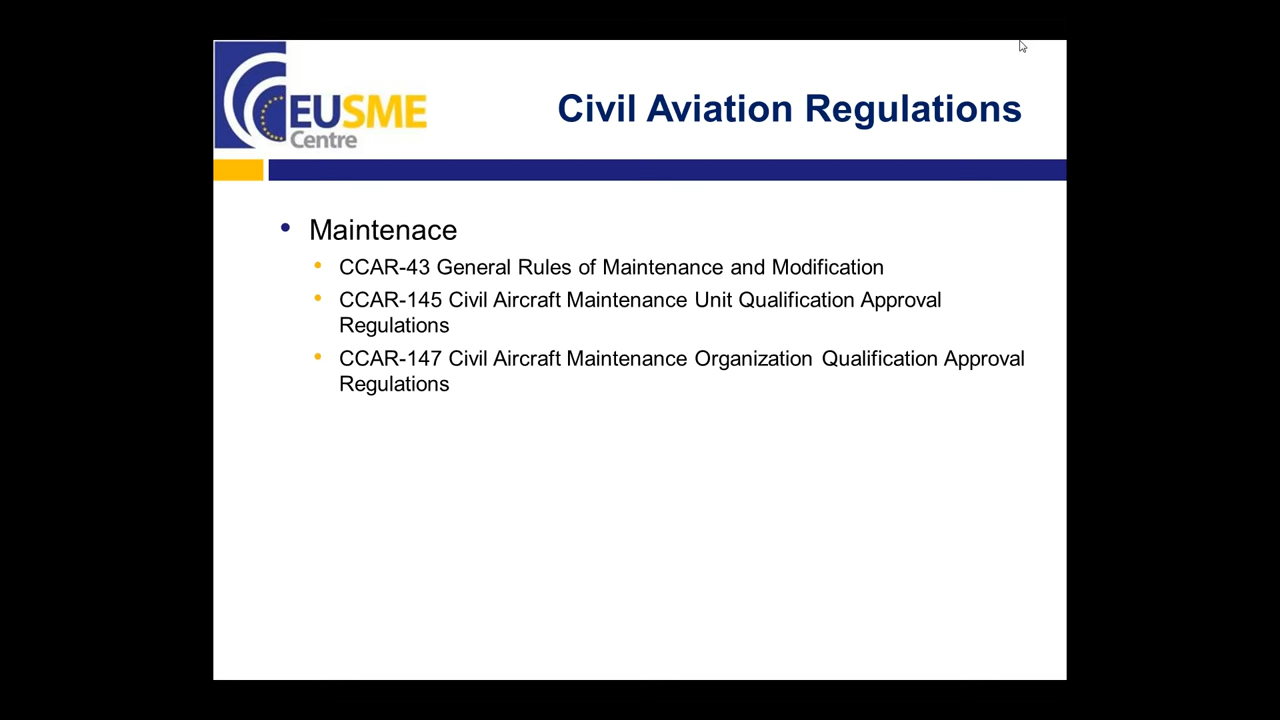 EUSME
Centre
Civil Aviation Regulations
• Maintenace
• CCAR-43 General Rules of Maintenance and Modification
• CCAR-145 Civil Aircraft Maintenance Unit Qualification Approval
Regulations
• CCAR-147 Civil Aircraft Maintenance Organization Qualification Approval
Regulations